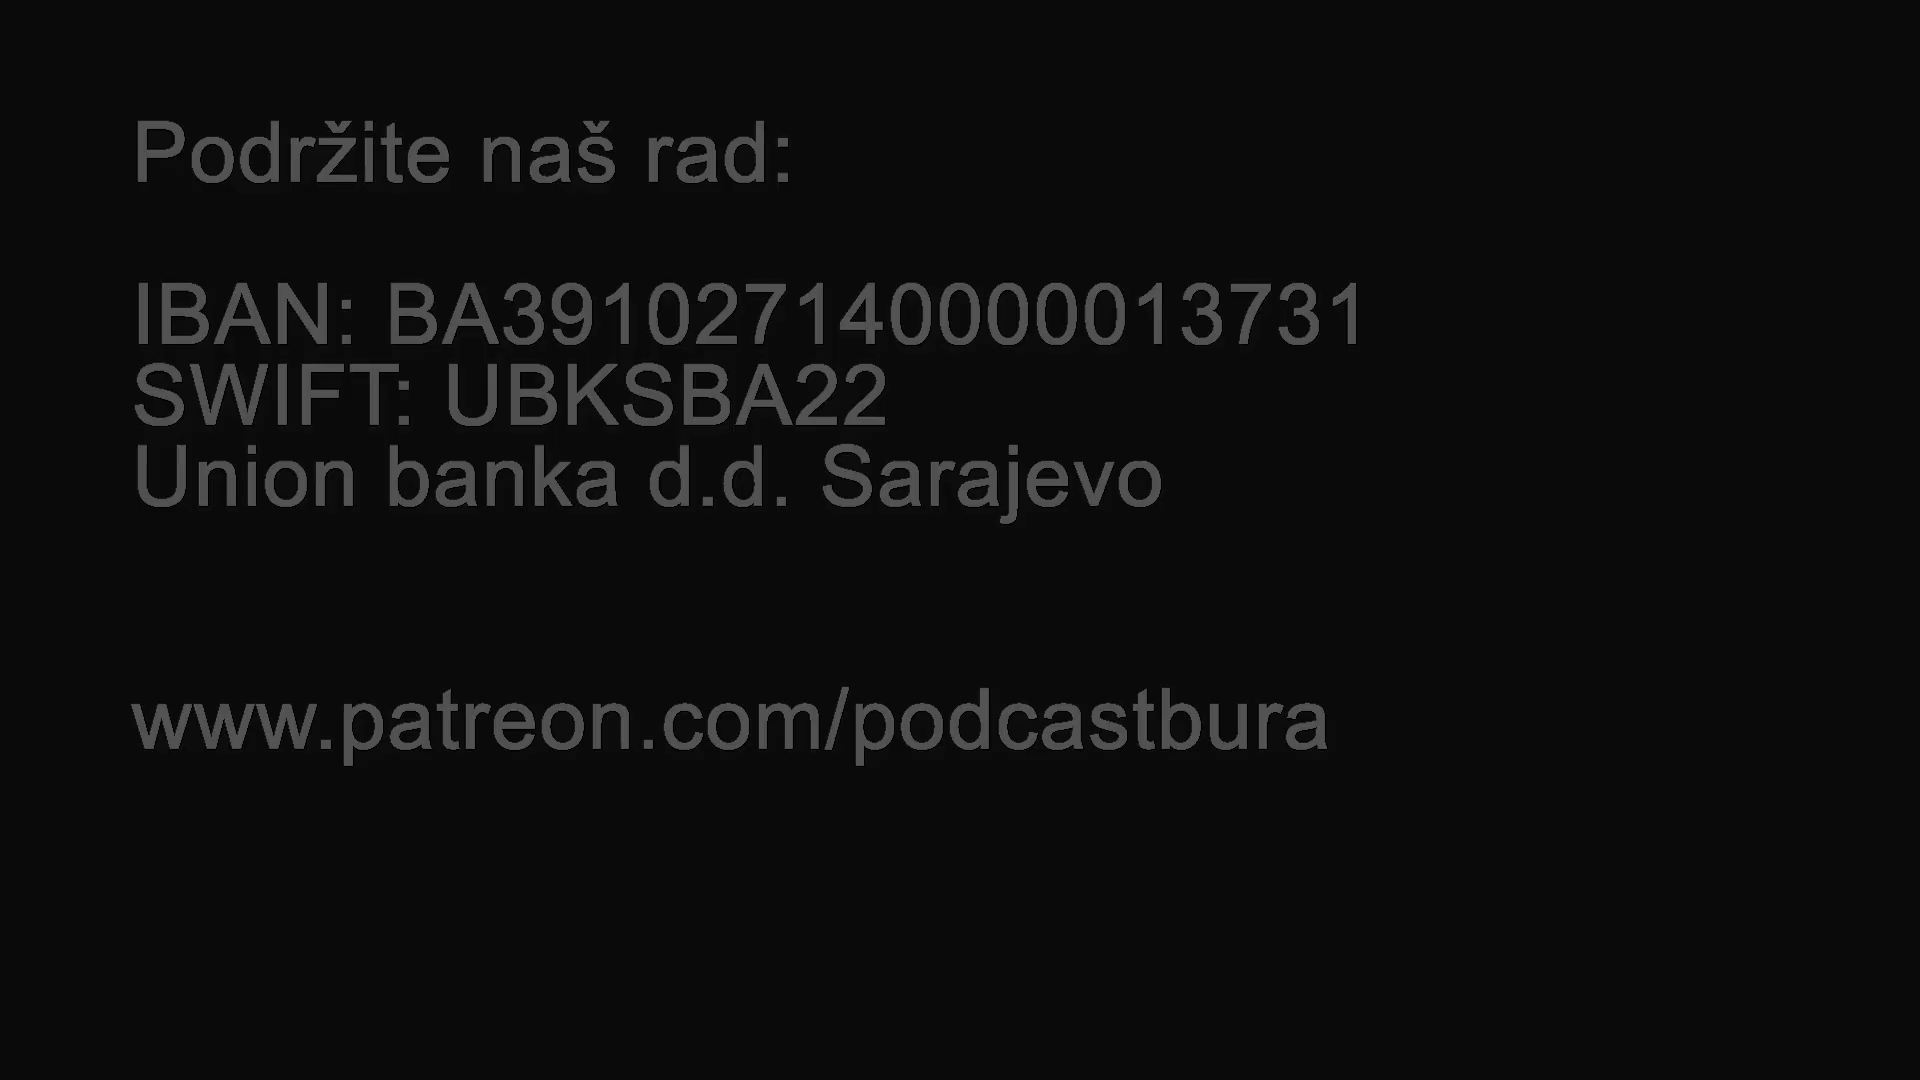 Podržite naš rad:
IBAN: BA391027140000013731
SWIFT: UBKSBA22
Union banka d.d. Sarajevo
www.patreon.com/podcastbura